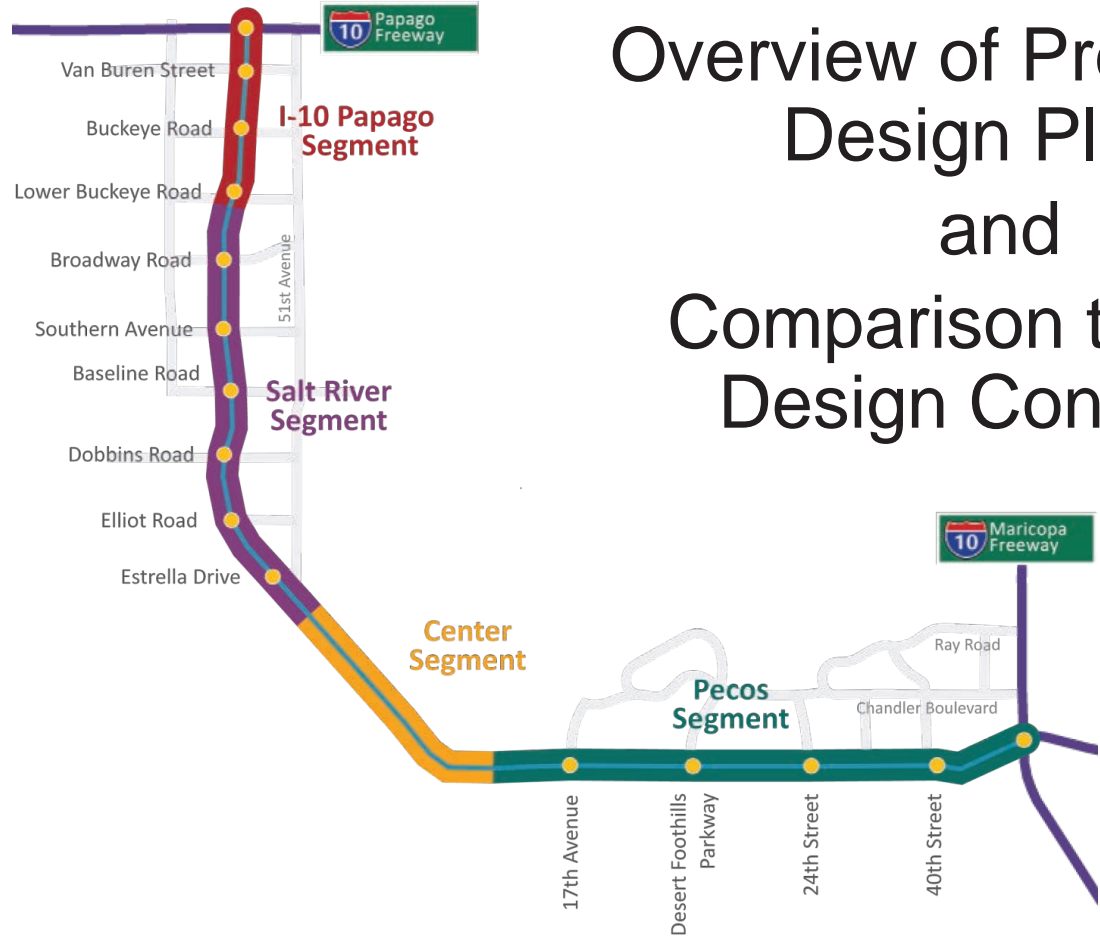 10 Papago
Freeway
Overview of
Design
and
Comparison
Design
Van Buren Street
Buckeye Road
I-10 Papago
Segment
Lower Buckeye Road
Broadway Road
51st Avenue
Southern Avenue
Baseline Road
Salt River
Segment
Dobbins Road
Elliot Road
Estrella Drive
10 Maricopa
Freeway
Center
Segment
Ray Road
Pecos
Segment
Chandler Boulevard
17th Avenue
Desert Foothills
Parkway
24th Street
40th Street